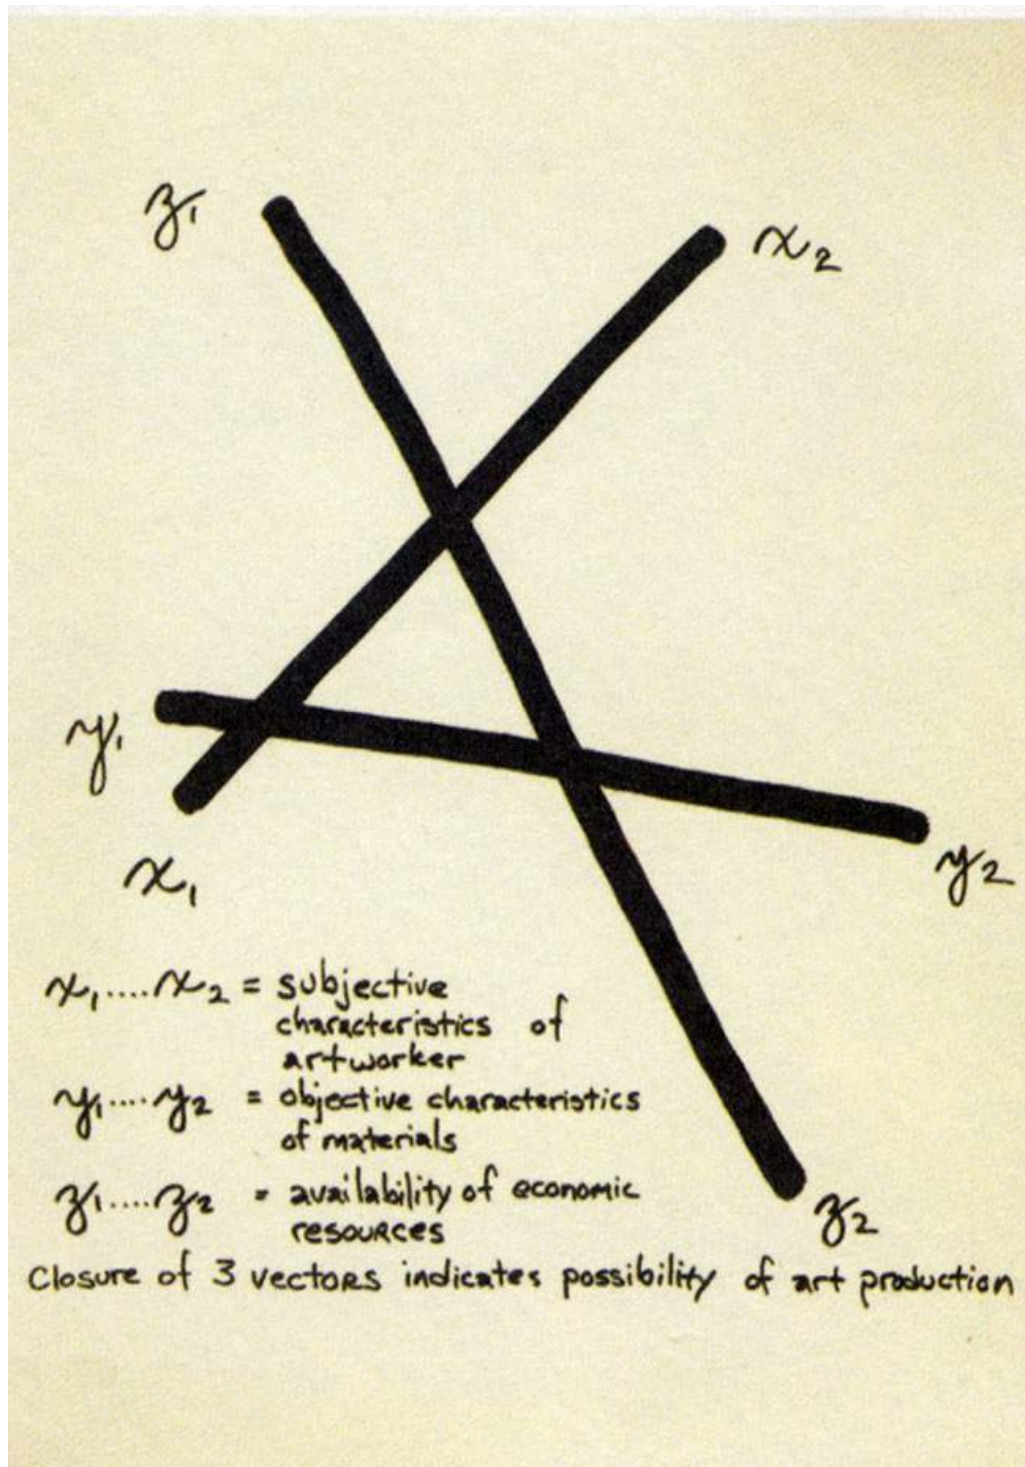 z₁
x₂
y₁
x₁
y₂
x₁....x₂ = subjective
characteristics of
artworker
y₁....y₂ = objective characteristics
of materials
z₁....z₂ = availability of economic
resources
z₂
Closure of 3 vectors indicates possibility of art production